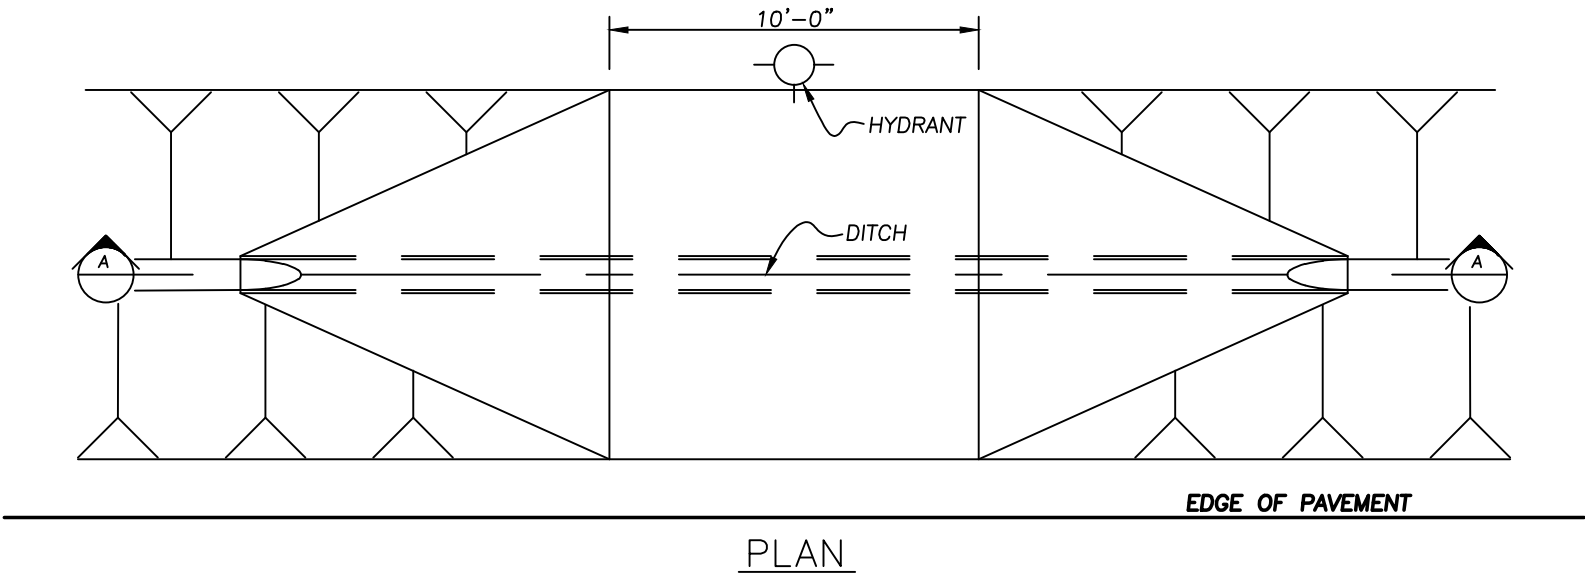 10'-0"
HYDRANT
DITCH
A
A
EDGE OF PAVEMENT
PLAN